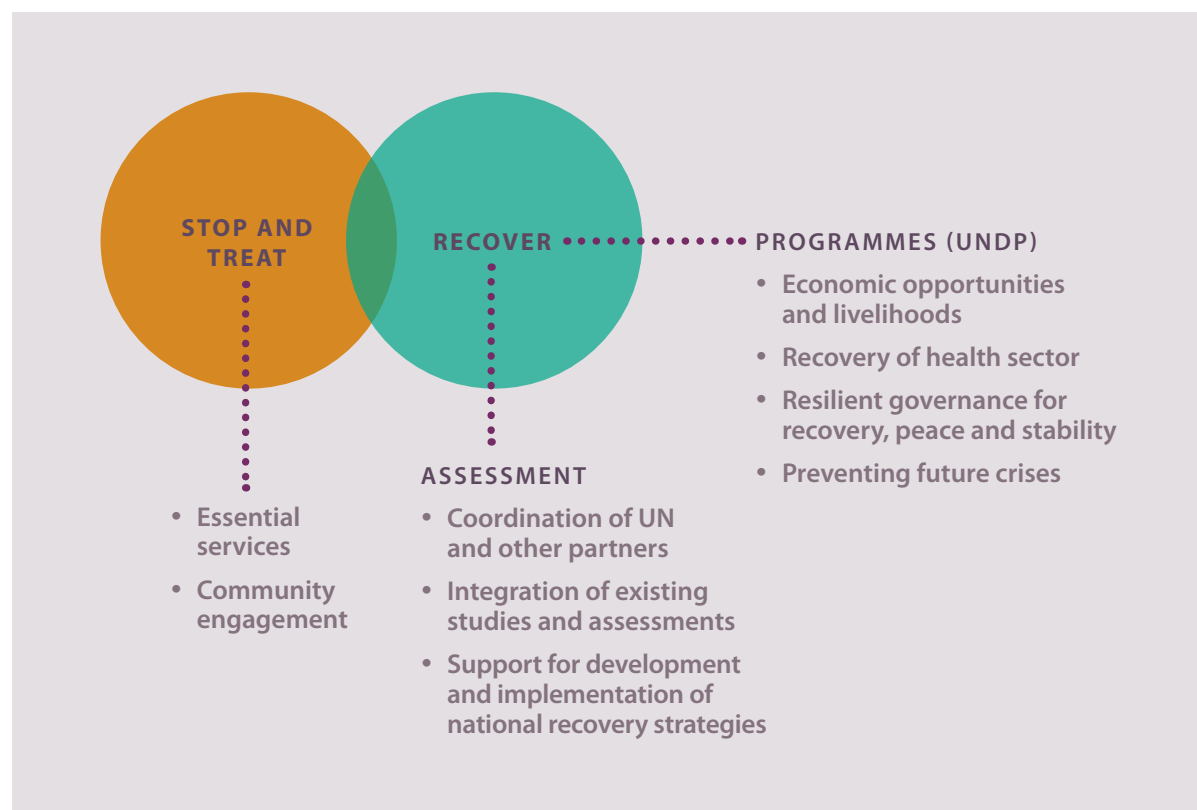 STOP AND
TREAT
• Essential
services
• Community
engagement
RECOVER
ASSESSMENT
• Coordination of UN
and other partners
• Integration of existing
studies and assessments
• Support for development
and implementation of
national recovery strategies
PROGRAMMES (UNDP)
• Economic opportunities
and livelihoods
• Recovery of health sector
• Resilient governance for
recovery, peace and stability
• Preventing future crises